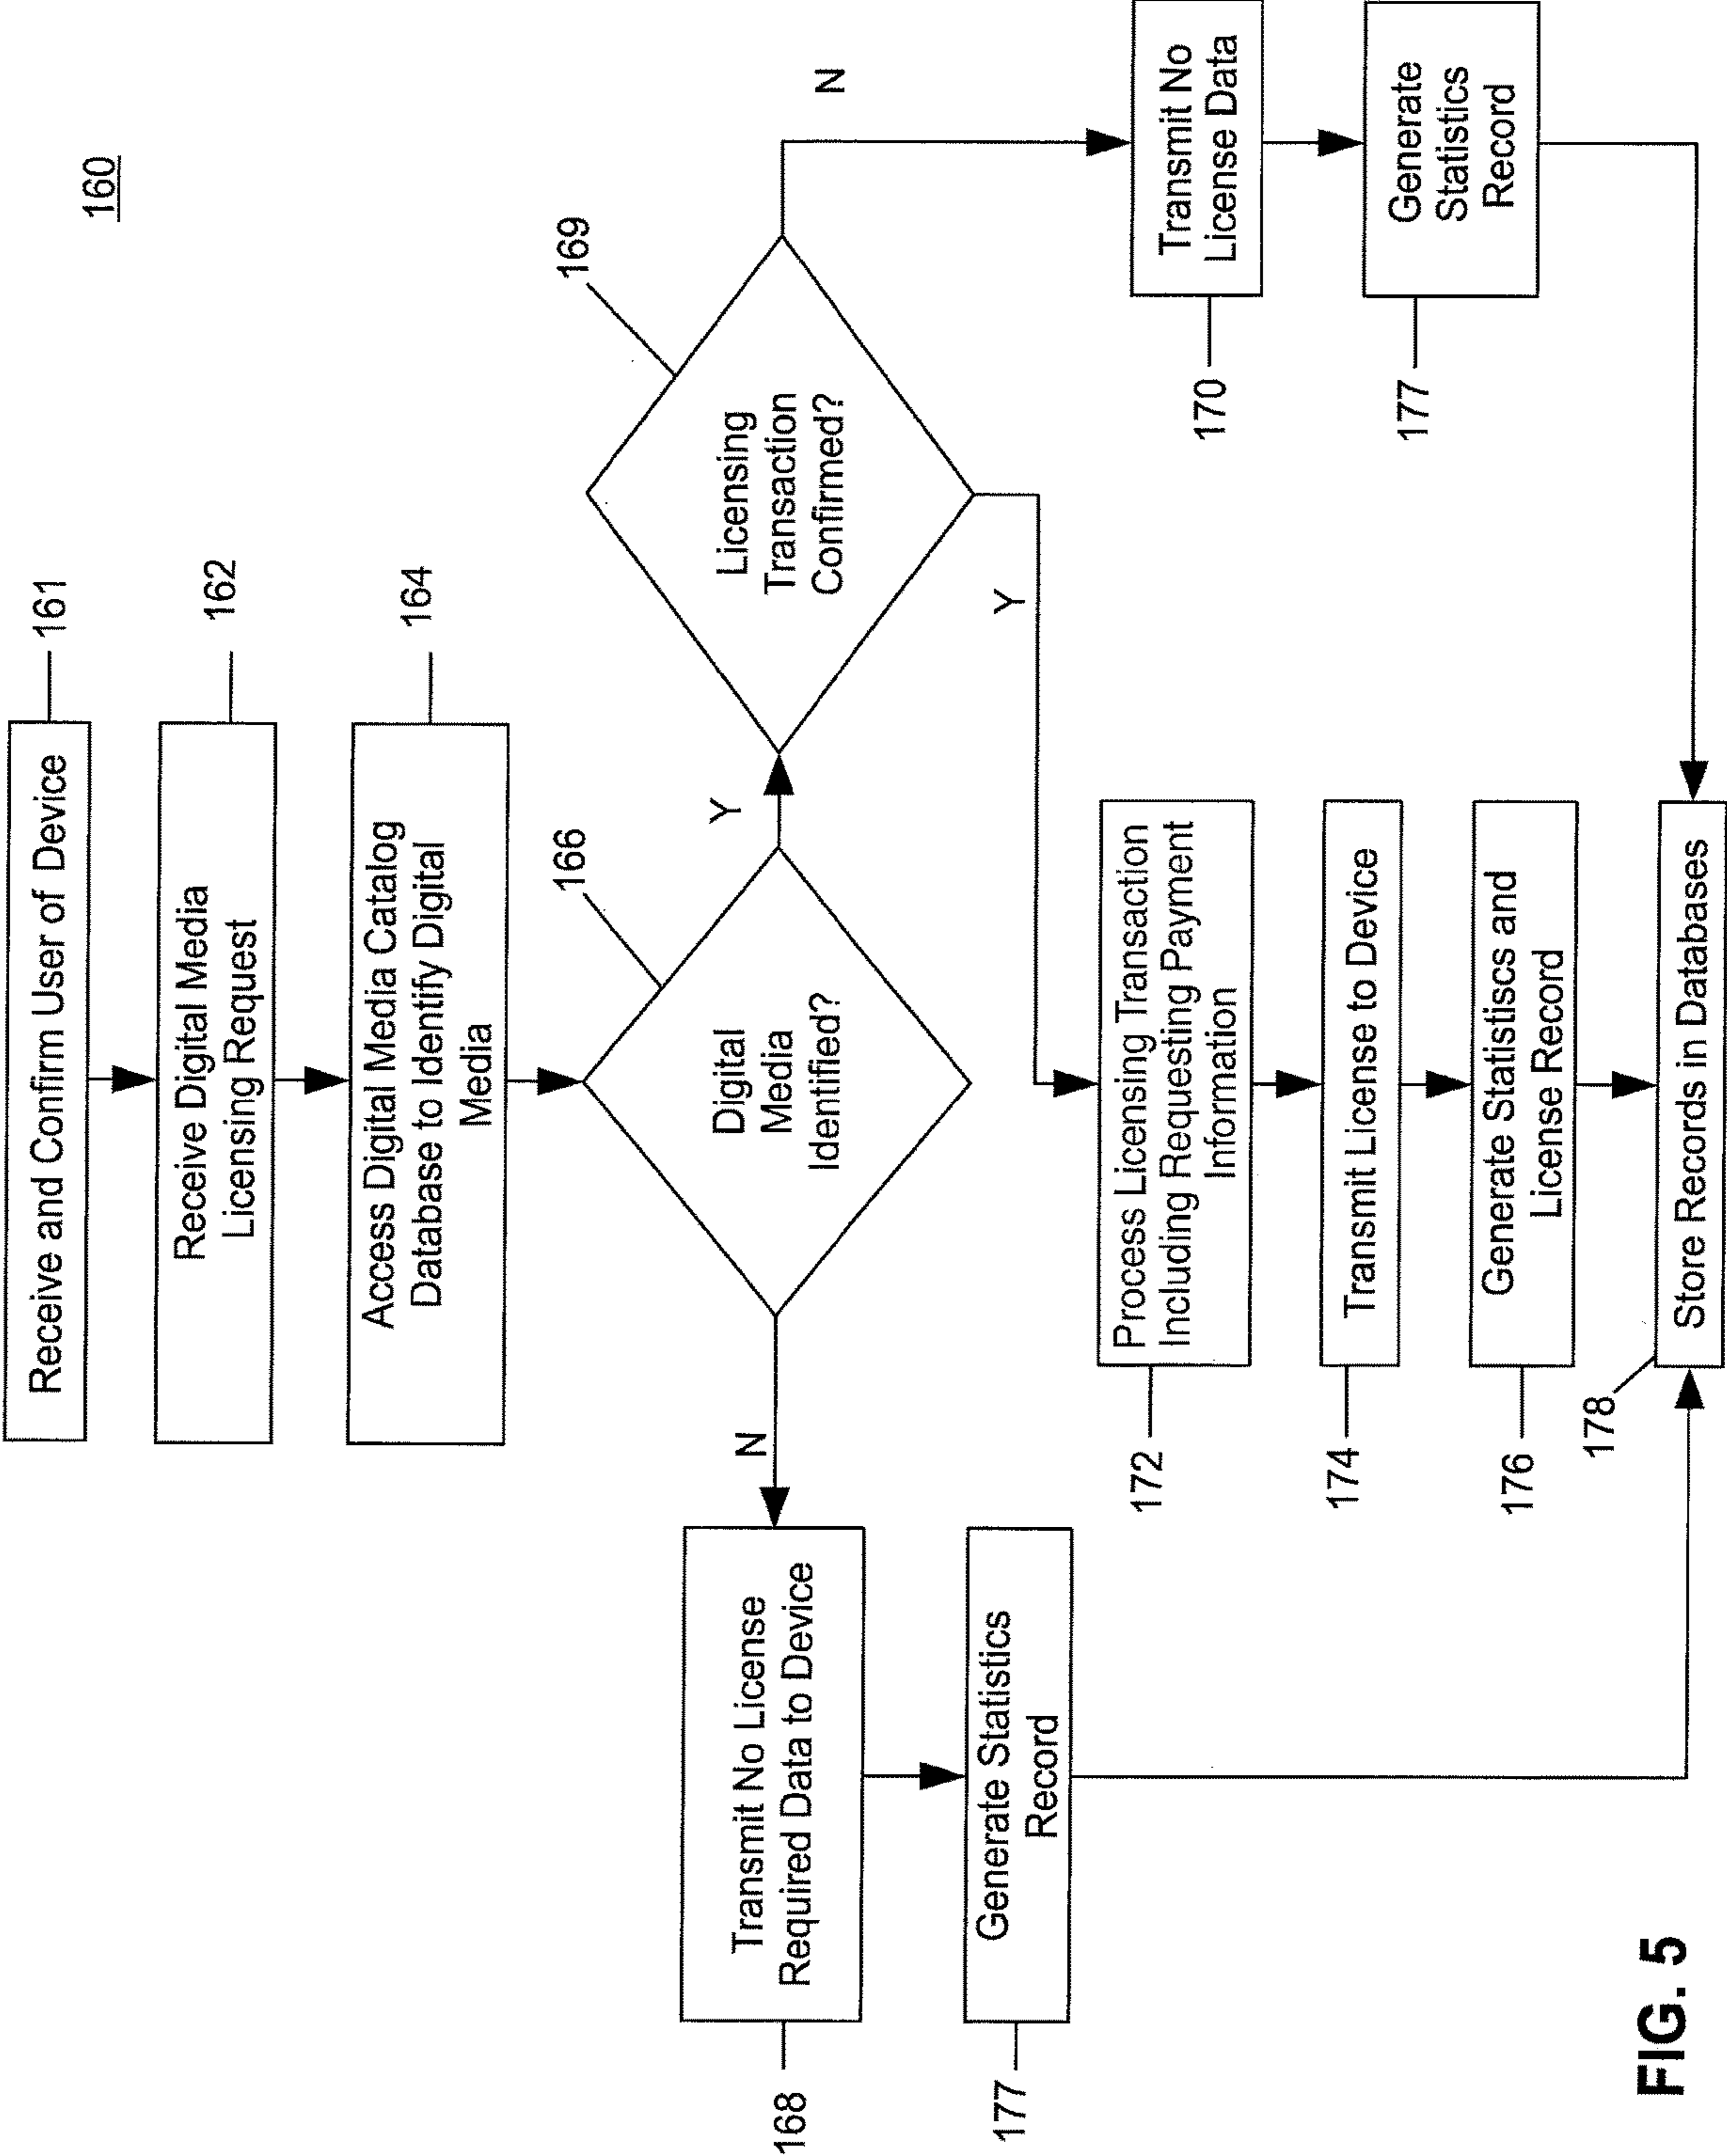 160
Receive and Confirm User of Device
161
Receive Digital Media
Licensing Request
162
Access Digital Media Catalog
Database to Identify Digital
Media
164
Digital
Media
Identified?
166
Y
N
Licensing
Transaction
Confirmed?
169
N
Y
Transmit No License
Required Data to Device
168
Generate Statistics
Record
177
Process Licensing Transaction
Including Requesting Payment
Information
172
Transmit License to Device
174
Generate Statistiscs and
License Record
176
Transmit No
License Data
170
Generate
Statistics
Record
177
Store Records in Databases
178
FIG. 5